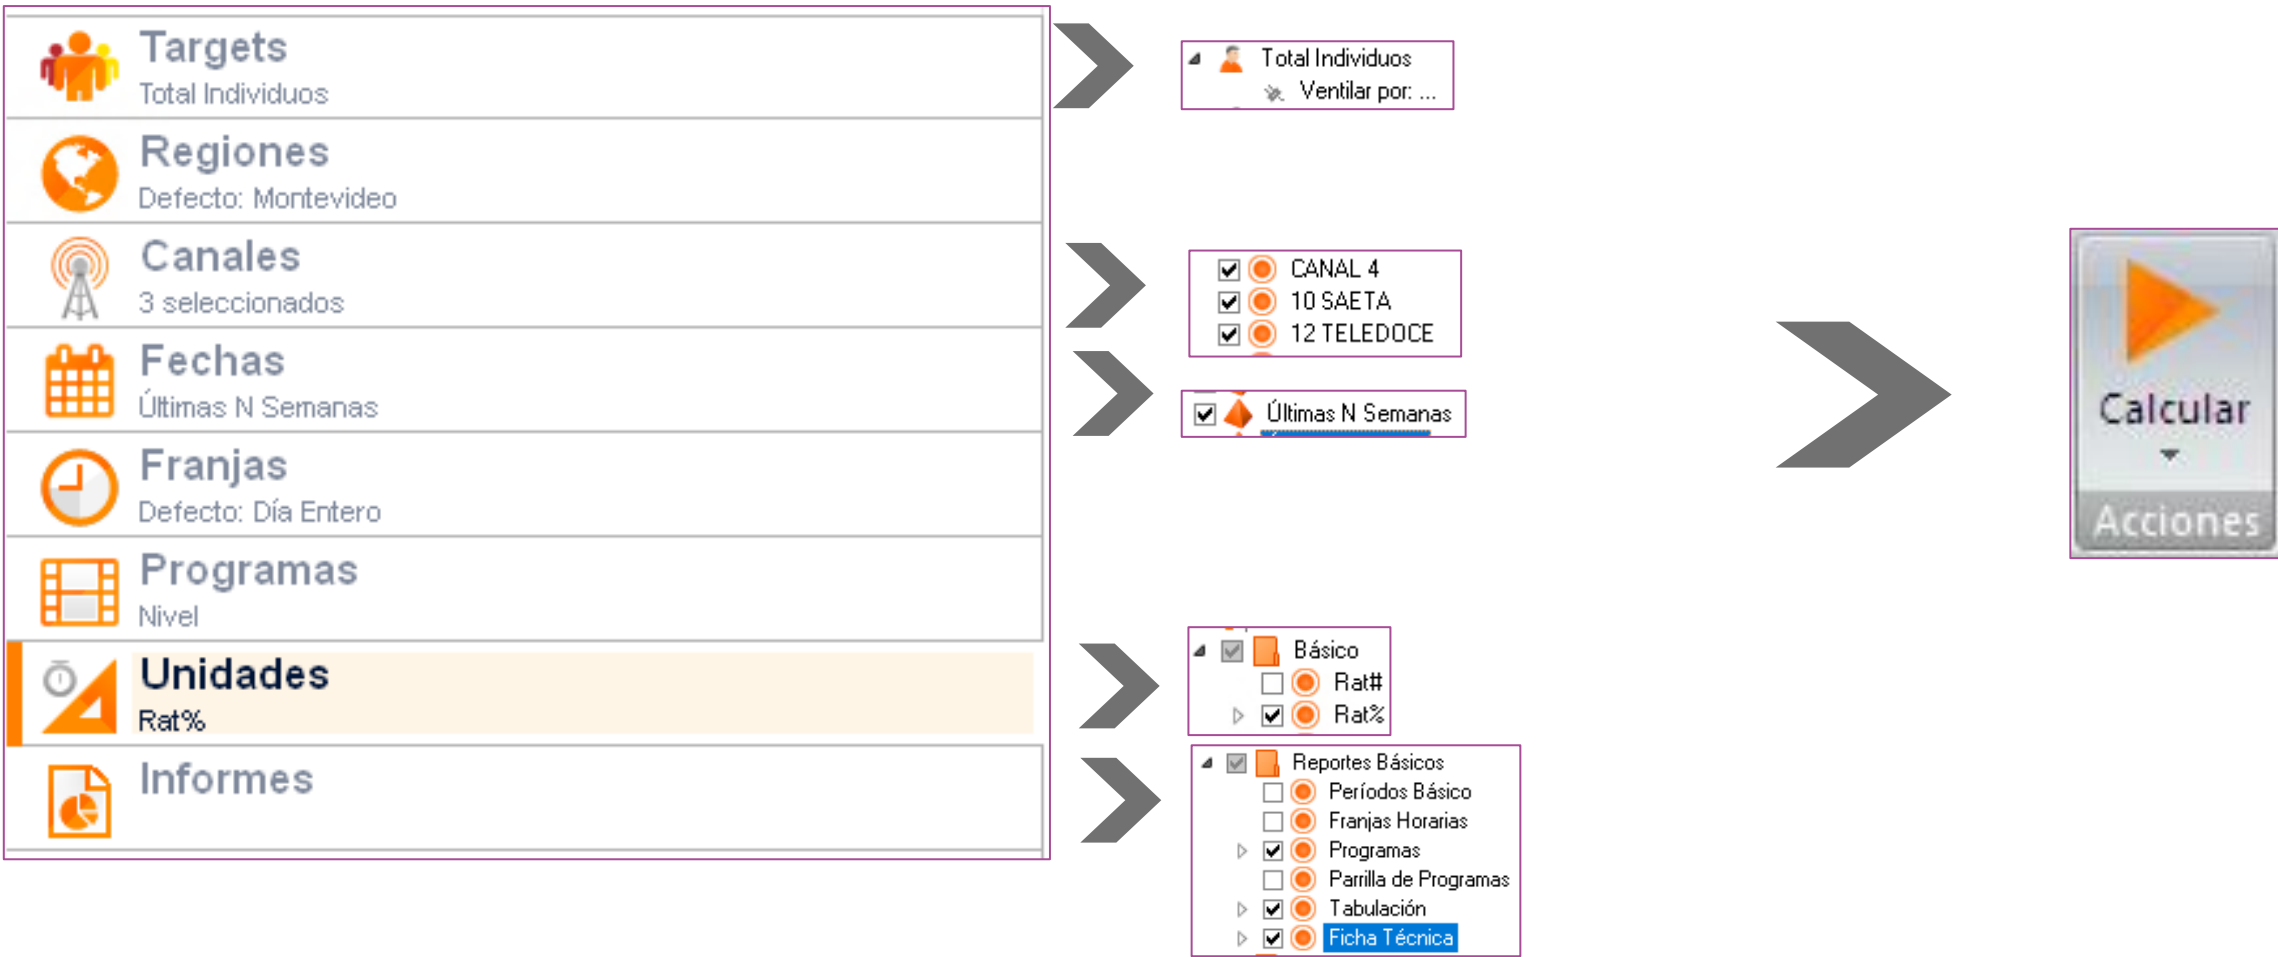 Targets
Total Individuos
Regiones
Defecto: Montevideo
Canales
3 seleccionados
Fechas
Últimas N Semanas
Franjas
Defecto: Día Entero
Programas
Nivel
Unidades
Rat%
Informes
Total Individuos
Ventilar por: ...
CANAL 4
10 SAETA
12 TELEDOCE
Últimas N Semanas
Básico
Rat#
Rat%
Reportes Básicos
Períodos Básico
Franjas Horarias
Programas
Parrilla de Programas
Tabulación
Ficha Técnica
Calcular
Acciones